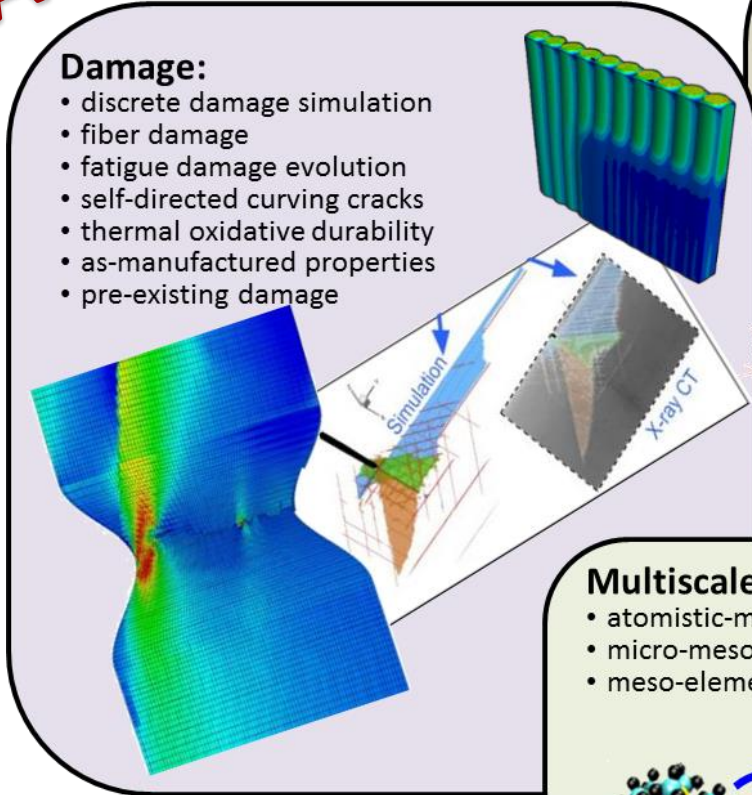 Damage:
• discrete damage simulation
• fiber damage
• fatigue damage evolution
• self-directed curving cracks
• thermal oxidative durability
• as-manufactured properties
• pre-existing damage
Simulation
X-ray CT
Multiscale
• atomistic-m
• micro-meso
• meso-eleme